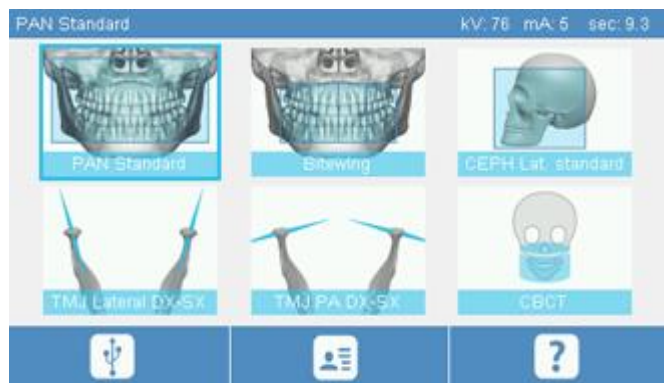 PAN Standard
kV: 76 mA: 5 sec: 9.3
PAN Standard
Bitewing
CEPH Lat. standard
TMJ Lateral DX-SX
TMJ PA DX-SX
CBCT
?